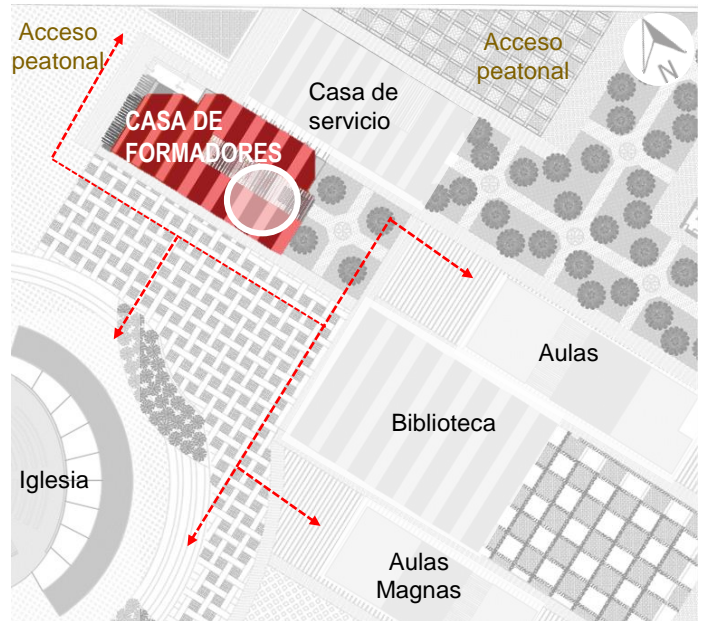 Acceso
peatonal
Acceso
peatonal
N
Casa de
servicio
CASA DE
FORMADORES
Aulas
Biblioteca
Iglesia
Aulas
Magnas